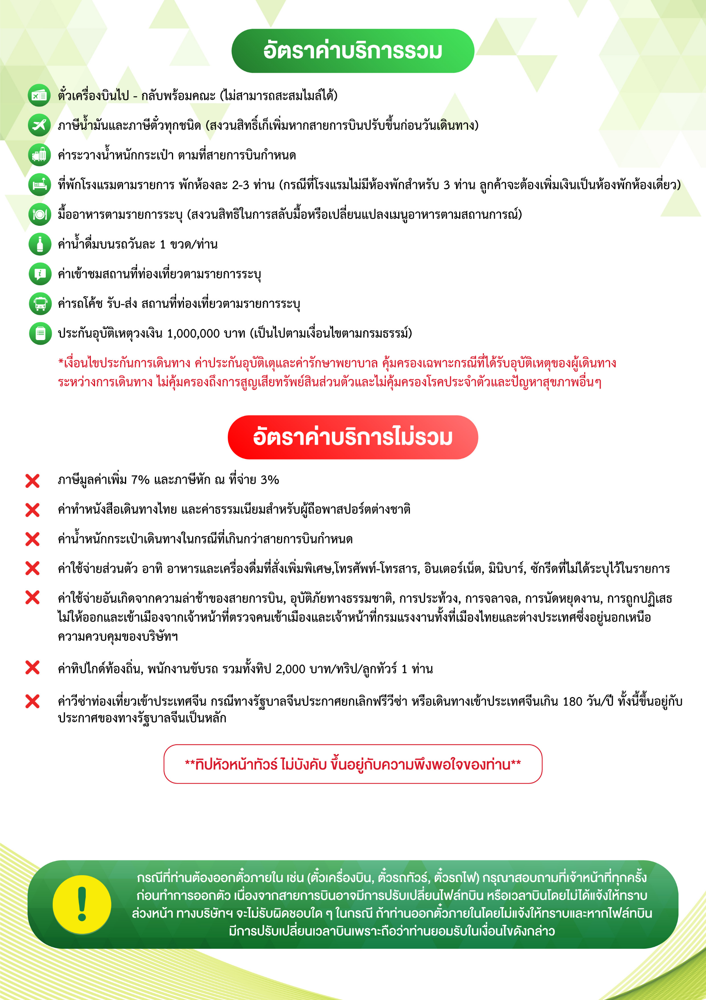 อัตราค่าบริการรวม
ตั๋วเครื่องบินไป - กลับพร้อมคณะ (ไม่สามารถสะสมไมล์ได้)
ภาษีน้ำมันและภาษีตั๋วทุกชนิด (สงวนสิทธิ์เก็บเพิ่มหากสายการบินปรับขึ้นก่อนวันเดินทาง)
ค่าระวางน้ำหนักกระเป๋า ตามที่สายการบินกำหนด
ที่พักโรงแรมตามรายการ พักห้องละ 2-3 ท่าน (กรณีที่โรงแรมไม่มีห้องพักสำหรับ 3 ท่าน ลูกค้าจะต้องเพิ่มเงินเป็นห้องพักห้องเดี่ยว)
มื้ออาหารตามรายการระบุ (สงวนสิทธิในการสลับมื้อหรือเปลี่ยนแปลงเมนูอาหารตามสถานการณ์)
ค่าน้ำดื่มบนรถวันละ 1 ขวด/ท่าน
ค่าเข้าชมสถานที่ท่องเที่ยวตามรายการระบุ
ค่ารถโค้ช รับ-ส่ง สถานที่ท่องเที่ยวตามรายการระบุ
ประกันอุบัติเหตุวงเงิน 1,000,000 บาท (เป็นไปตามเงื่อนไขตามกรมธรรม์)
*เงื่อนไขประกันการเดินทาง ค่าประกันอุบัติเตุและค่ารักษาพยาบาล คุ้มครองเฉพาะกรณีที่ได้รับอุบัติเหตุของผู้เดินทาง
ระหว่างการเดินทาง ไม่คุ้มครองถึงการสูญเสียทรัพย์สินส่วนตัวและไม่คุ้มครองโรคประจำตัวและปัญหาสุขภาพอื่นๆ
อัตราค่าบริการไม่รวม
ภาษีมูลค่าเพิ่ม 7% และภาษีหัก ณ ที่จ่าย 3%
ค่าทำหนังสือเดินทางไทย และค่าธรรมเนียมสำหรับผู้ถือพาสปอร์ตต่างชาติ
ค่าน้ำหนักกระเป๋าเดินทางในกรณีที่เกินกว่าสายการบินกำหนด
ค่าใช้จ่ายส่วนตัว อาทิ อาหารและเครื่องดื่มที่สั่งเพิ่มพิเศษ,โทรศัพท์-โทรสาร, อินเตอร์เน็ต, มินิบาร์, ซักรีดที่ไม่ได้ระบุไว้ในรายการ
ค่าใช้จ่ายอันเกิดจากความล่าช้าของสายการบิน, อุบัติภัยทางธรรมชาติ, การประท้วง, การจลาจล, การนัดหยุดงาน, การถูกปฏิเสธ
ไม่ให้ออกและเข้าเมืองจากเจ้าหน้าที่ตรวจคนเข้าเมืองและเจ้าหน้าที่กรมแรงงานทั้งที่เมืองไทยและต่างประเทศซึ่งอยู่นอกเหนือ
ความควบคุมของบริษัทฯ
ค่าทิปไกด์ท้องถิ่น, พนักงานขับรถ รวมทั้งทิป 2,000 บาท/ทริป/ลูกทัวร์ 1 ท่าน
ค่าวีซ่าท่องเที่ยวเข้าประเทศจีน กรณีทางรัฐบาลจีนประกาศยกเลิกฟรีวีซ่า หรือเดินทางเข้าประเทศจีนเกิน 180 วัน/ปี ทั้งนี้ขึ้นอยู่กับ
ประกาศของทางรัฐบาลจีนเป็นหลัก
**ทิปหัวหน้าทัวร์ ไม่บังคับ ขึ้นอยู่กับความพึงพอใจของท่าน**
กรณีที่ท่านต้องออกตั๋วภายใน เช่น (ตั๋วเครื่องบิน, ตั๋วรถทัวร์, ตั๋วรถไฟ) กรุณาสอบถามที่เจ้าหน้าที่ทุกครั้ง
ก่อนทำการออกตัว เนื่องจากสายการบินอาจมีการปรับเปลี่ยนไฟล์ทบิน หรือเวลาบินโดยไม่ได้แจ้งให้ทราบ
ล่วงหน้า ทางบริษัทฯ จะไม่รับผิดชอบใด ๆ ในกรณี ถ้าท่านออกตั๋วภายในโดยไม่แจ้งให้ทราบและหากไฟล์ทบิน
มีการปรับเปลี่ยนเวลาบินเพราะถือว่าท่านยอมรับในเงื่อนไขดังกล่าว